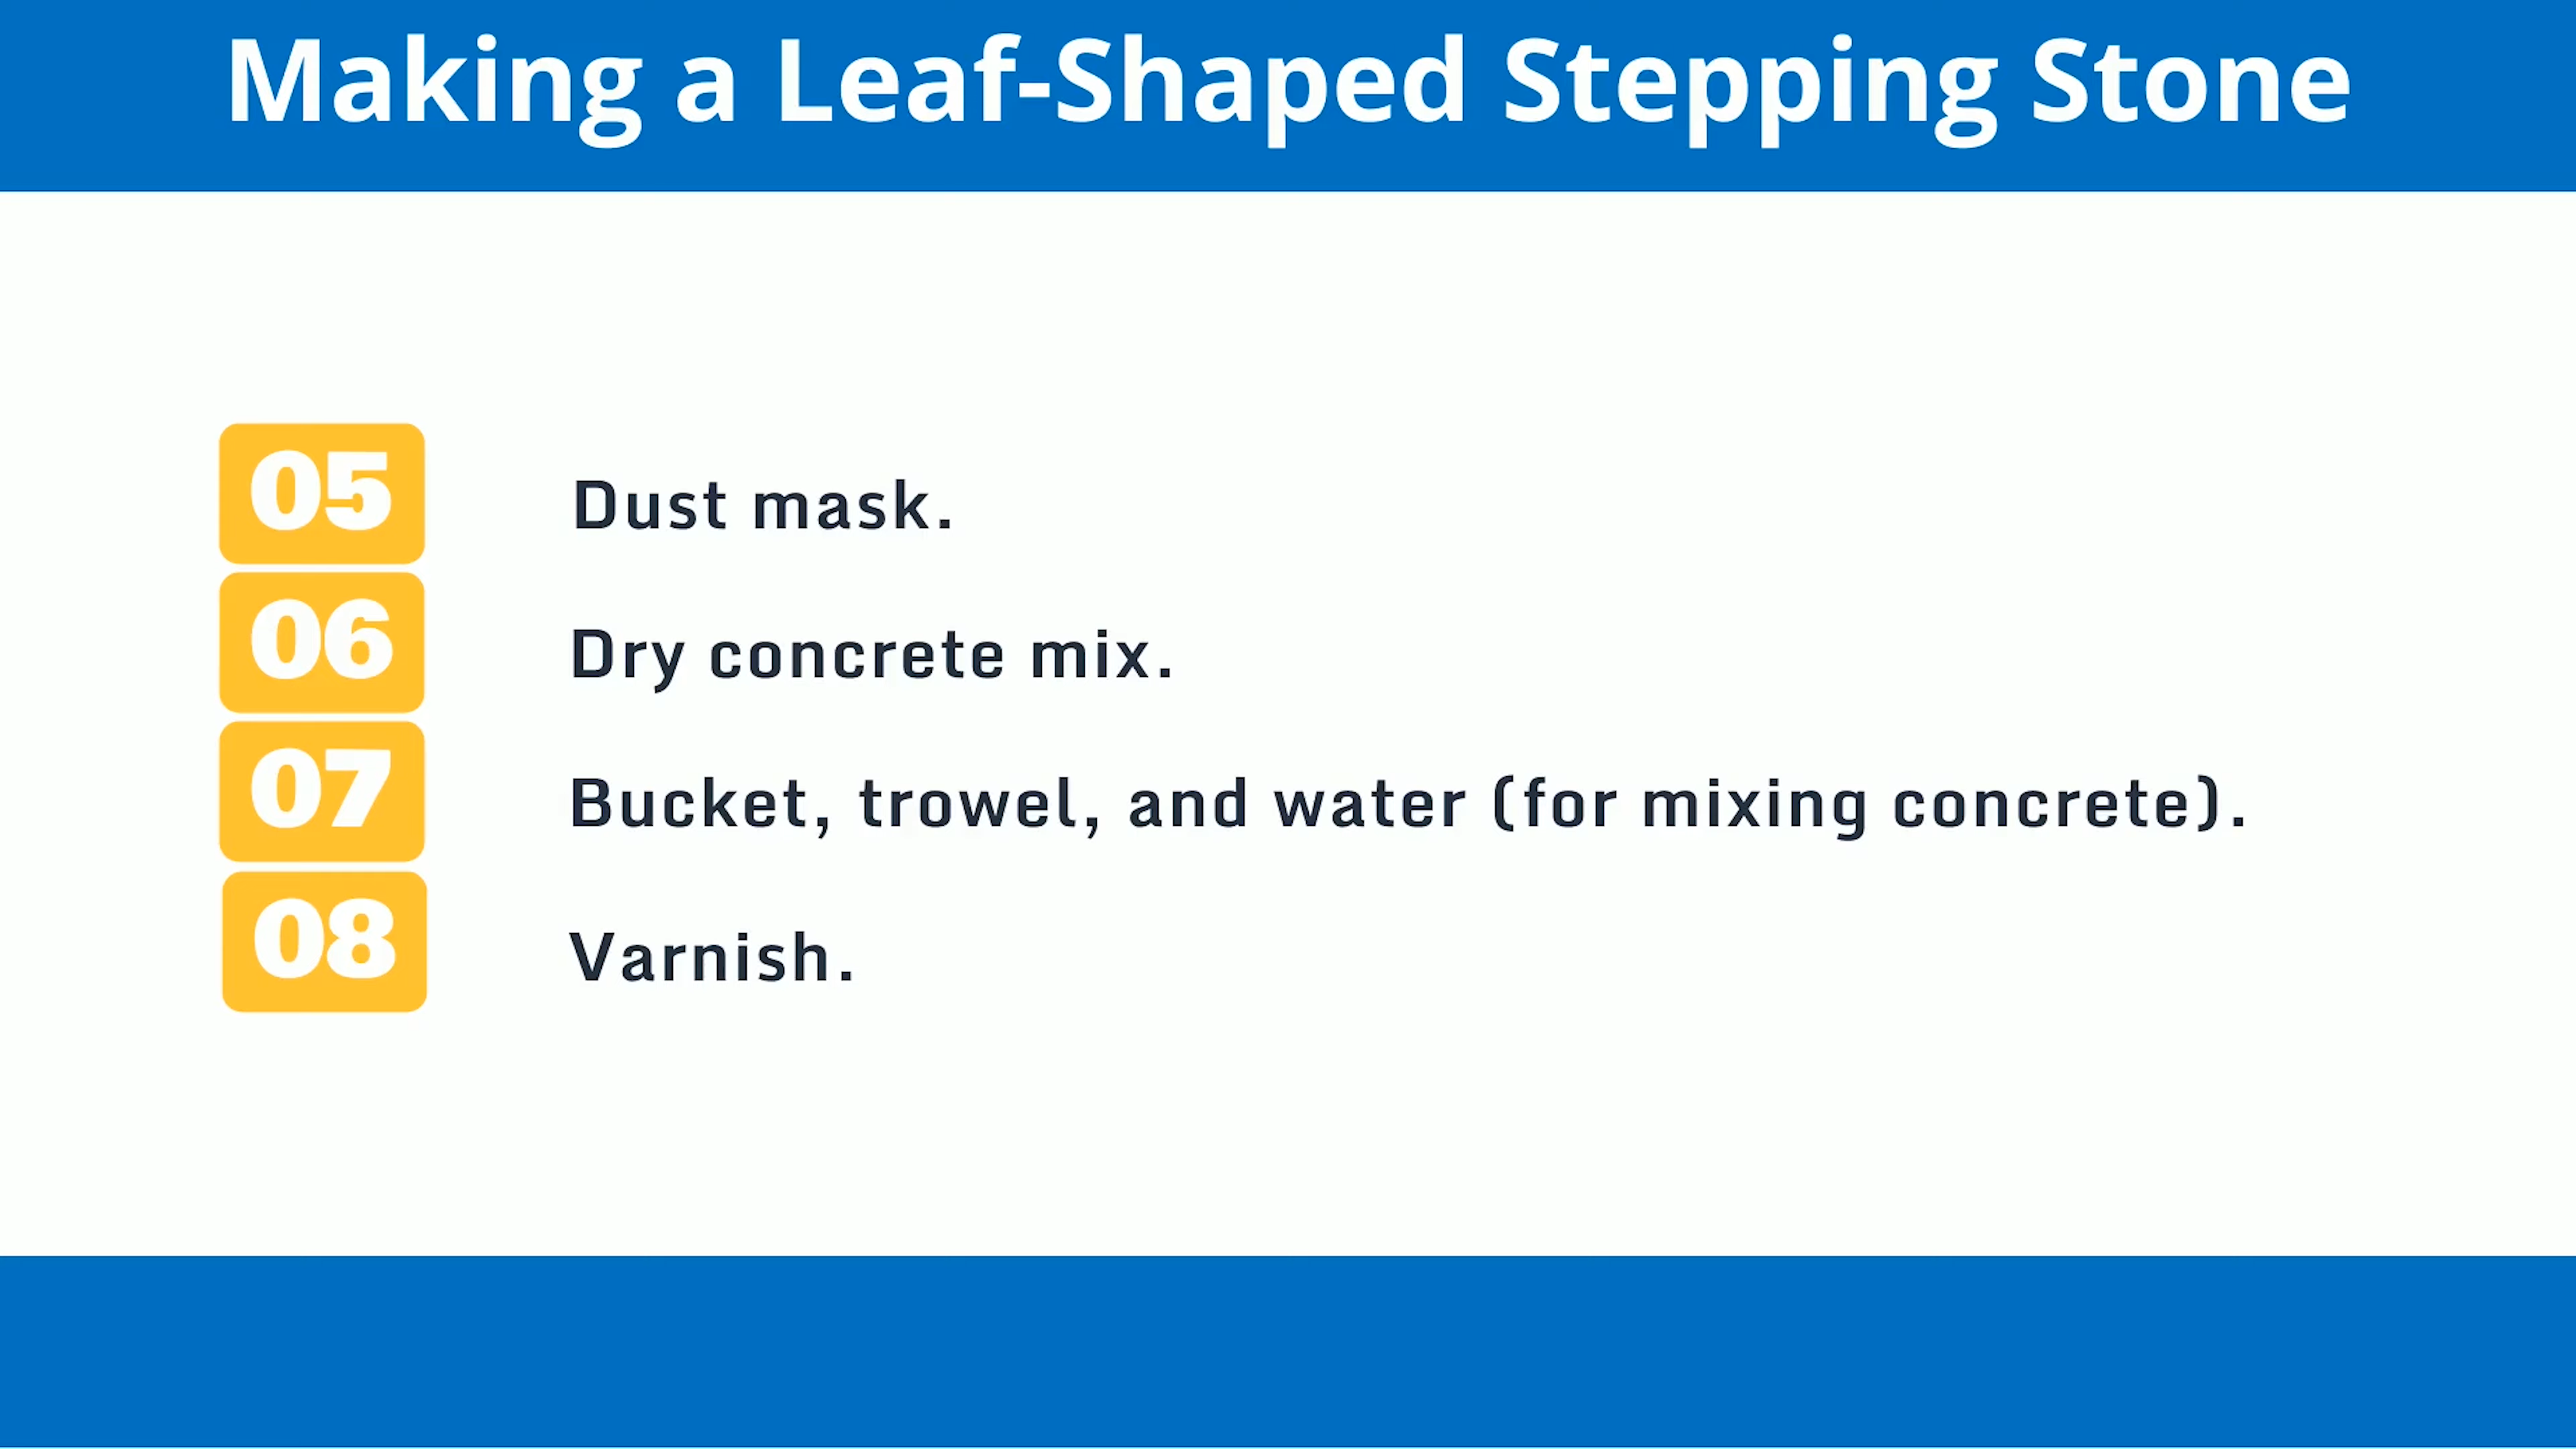 Making a Leaf-Shaped Stepping Stone
05 Dust mask.
06 Dry concrete mix.
07 Bucket, trowel, and water (for mixing concrete).
08 Varnish.